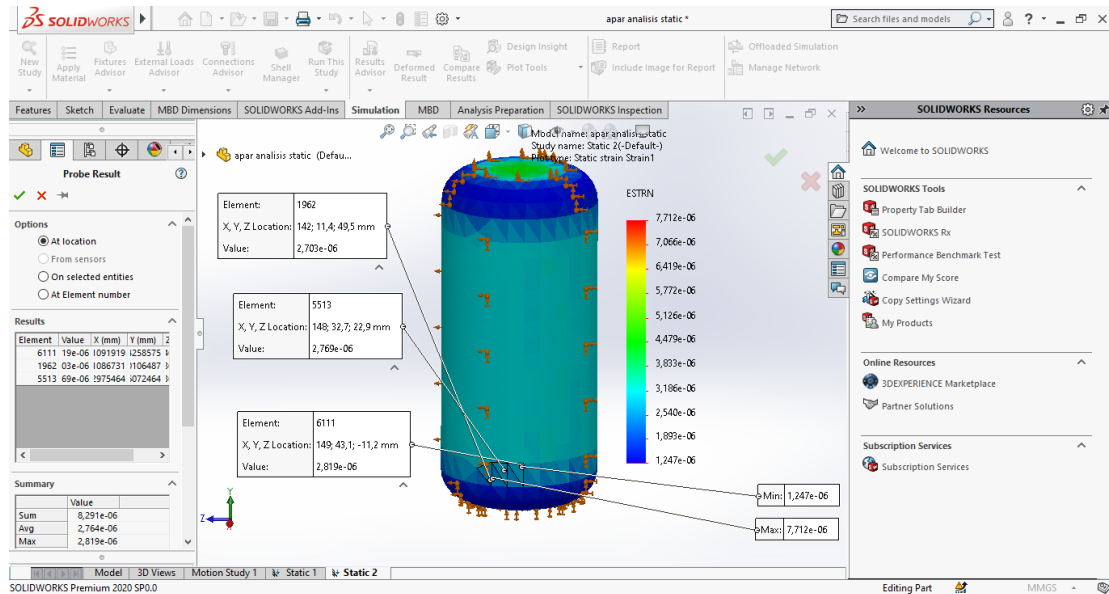 SOLIDWORKS
apar analisis static *
Search files and models
New Study
Apply Material
Fixtures Advisor
External Loads Advisor
Connections Advisor
Shell Manager
Run This Study
Results Advisor
Deformed Result
Compare Results
Design Insight
Plot Tools
Report
Include Image for Report
Offloaded Simulation
Manage Network
Features Sketch Evaluate MBD Dimensions SOLIDWORKS Add-Ins Simulation MBD Analysis Preparation SOLIDWORKS Inspection
Probe Result
Options
At location
From sensors
On selected entities
At Element number
Results
Element Value X (mm) Y (mm) Z
6111 19e-06
1962 03e-06
5513 69e-06
Summary
Value
Sum 8,291e-06
Avg 2,764e-06
Max 2,819e-06
apar analisis static (Defau...
Model name: apar analisis static
Study name: Static 2(-Default-)
Plot type: Static strain Strain1
Element: 1962
X, Y, Z Location: 142; 11,4; 49,5 mm
Value: 2,703e-06
Element: 5513
X, Y, Z Location: 148; 32,7; 22,9 mm
Value: 2,769e-06
Element: 6111
X, Y, Z Location: 149; 43,1; -11,2 mm
Value: 2,819e-06
ESTRN
7,712e-06
7,066e-06
6,419e-06
5,772e-06
5,126e-06
4,479e-06
3,833e-06
3,186e-06
2,540e-06
1,893e-06
1,247e-06
Min: 1,247e-06
Max: 7,712e-06
Y
Z
SOLIDWORKS Resources
Welcome to SOLIDWORKS
SOLIDWORKS Tools
Property Tab Builder
SOLIDWORKS Rx
Performance Benchmark Test
Compare My Score
Copy Settings Wizard
My Products
Online Resources
3DEXPERIENCE Marketplace
Partner Solutions
Subscription Services
Subscription Services
Model 3D Views Motion Study 1 Static 1 Static 2
SOLIDWORKS Premium 2020 SP0.0
Editing Part
MMGS